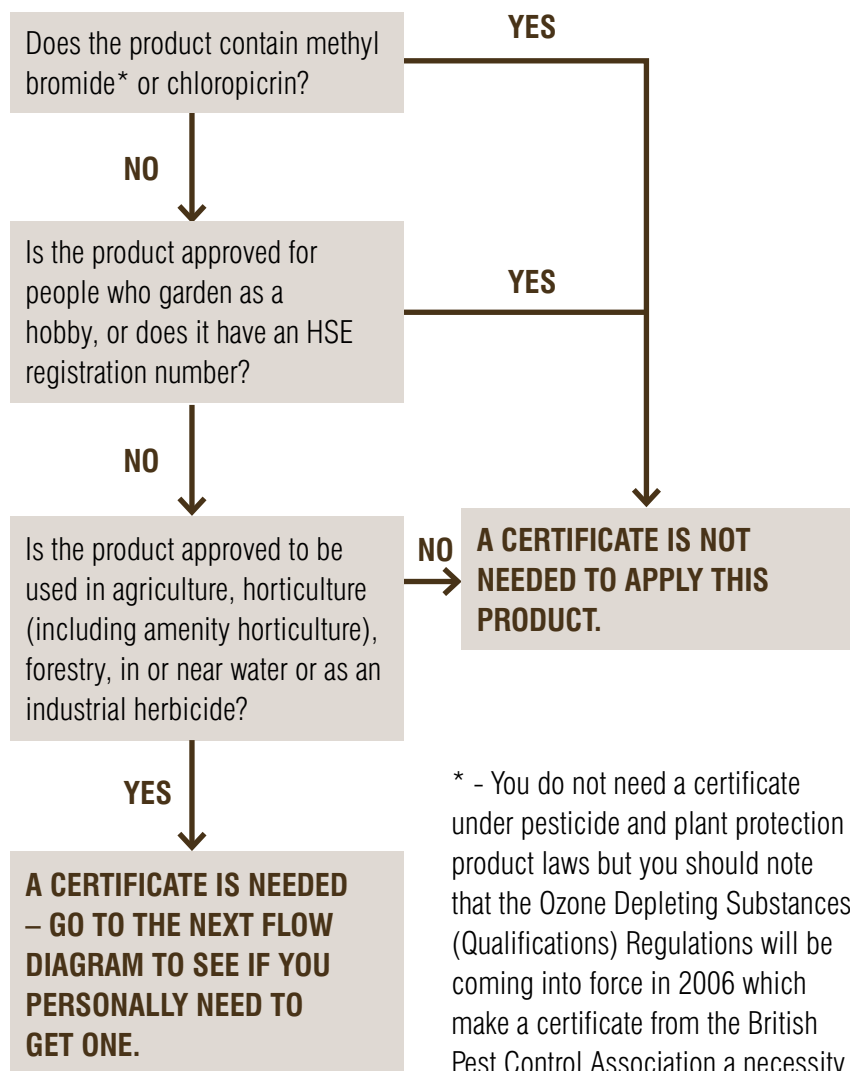 Does the product contain methyl
bromide* or chloropicrin?
YES
NO
Is the product approved for
people who garden as a
hobby, or does it have an HSE
registration number?
YES
NO
Is the product approved to be
used in agriculture, horticulture
(including amenity horticulture),
forestry, in or near water or as an
industrial herbicide?
NO
A CERTIFICATE IS NOT
NEEDED TO APPLY THIS
PRODUCT.
YES
A CERTIFICATE IS NEEDED
– GO TO THE NEXT FLOW
DIAGRAM TO SEE IF YOU
PERSONALLY NEED TO
GET ONE.
* - You do not need a certificate
under pesticide and plant protection
product laws but you should note
that the Ozone Depleting Substances
(Qualifications) Regulations will be
coming into force in 2006 which
make a certificate from the British
Pest Control Association a necessity